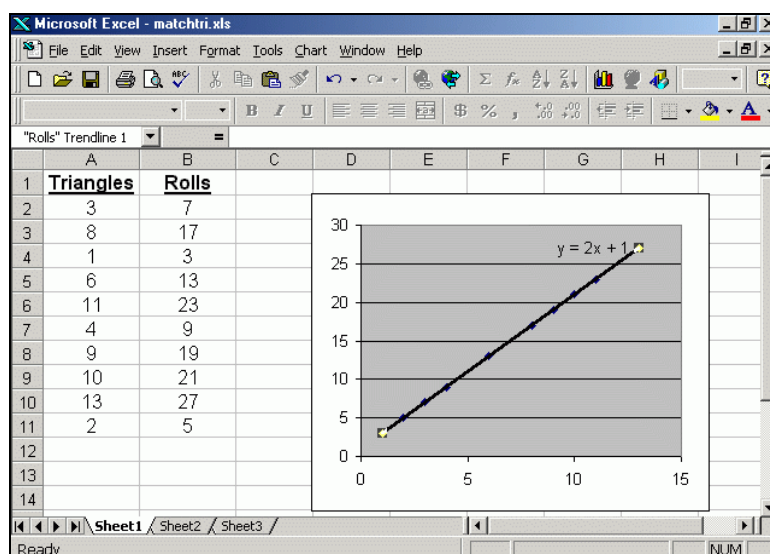 Microsoft Excel - matchtri.xls
File Edit View Insert Format Tools Chart Window Help
"Rolls" Trendline 1 =
A B C D E F G H I
1 Triangles Rolls
2 3 7
3 8 17
4 1 3
5 6 13
6 11 23
7 4 9
8 9 19
9 10 21
10 13 27
11 2 5
12
13
14
30
25
20
15
10
5
0
y = 2x + 1
0 5 10 15
Sheet1 Sheet2 Sheet3
Ready NUM